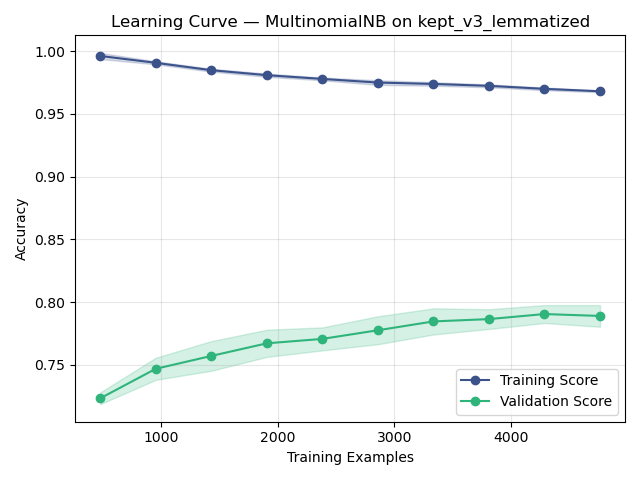 Learning Curve — MultinomialNB on kept_v3_lemmatized
1.00
0.95
0.90
0.85
0.80
0.75
Accuracy
1000
2000
3000
4000
Training Examples
Training Score
Validation Score